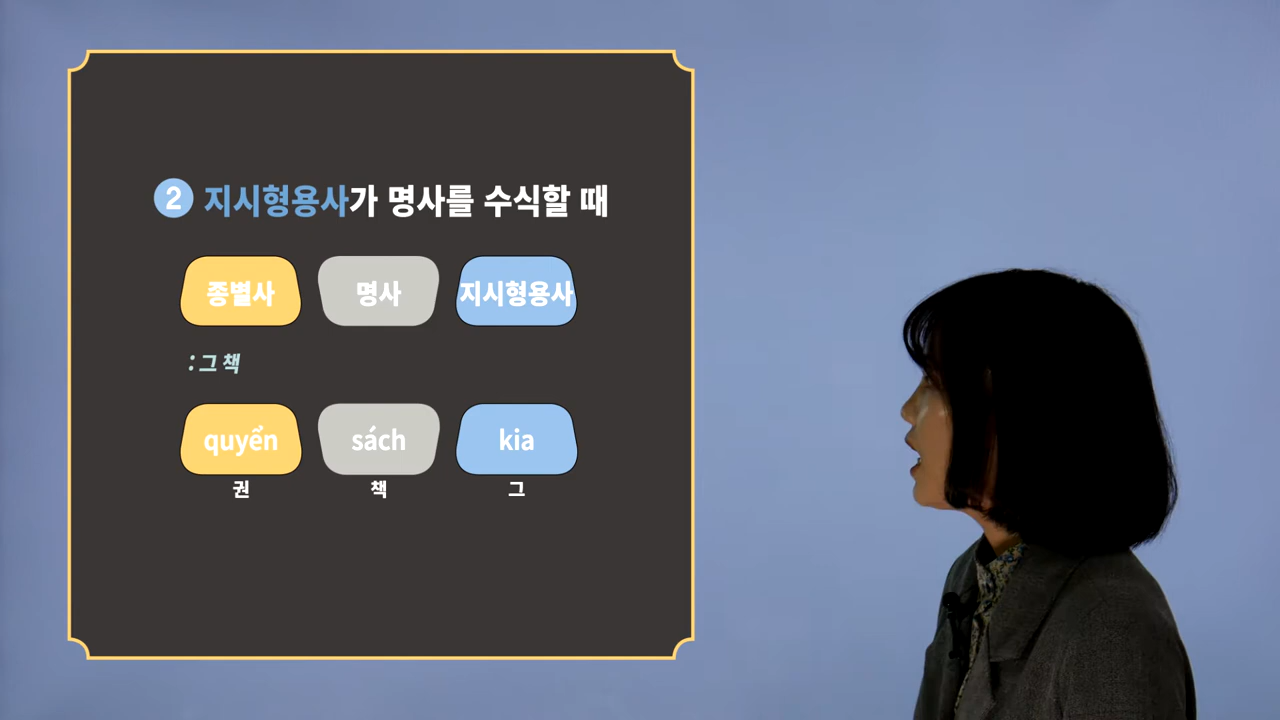 2 지시형용사가 명사를 수식할 때
종별사 명사 지시형용사
: 그 책
quyển sách kia
권 책 그